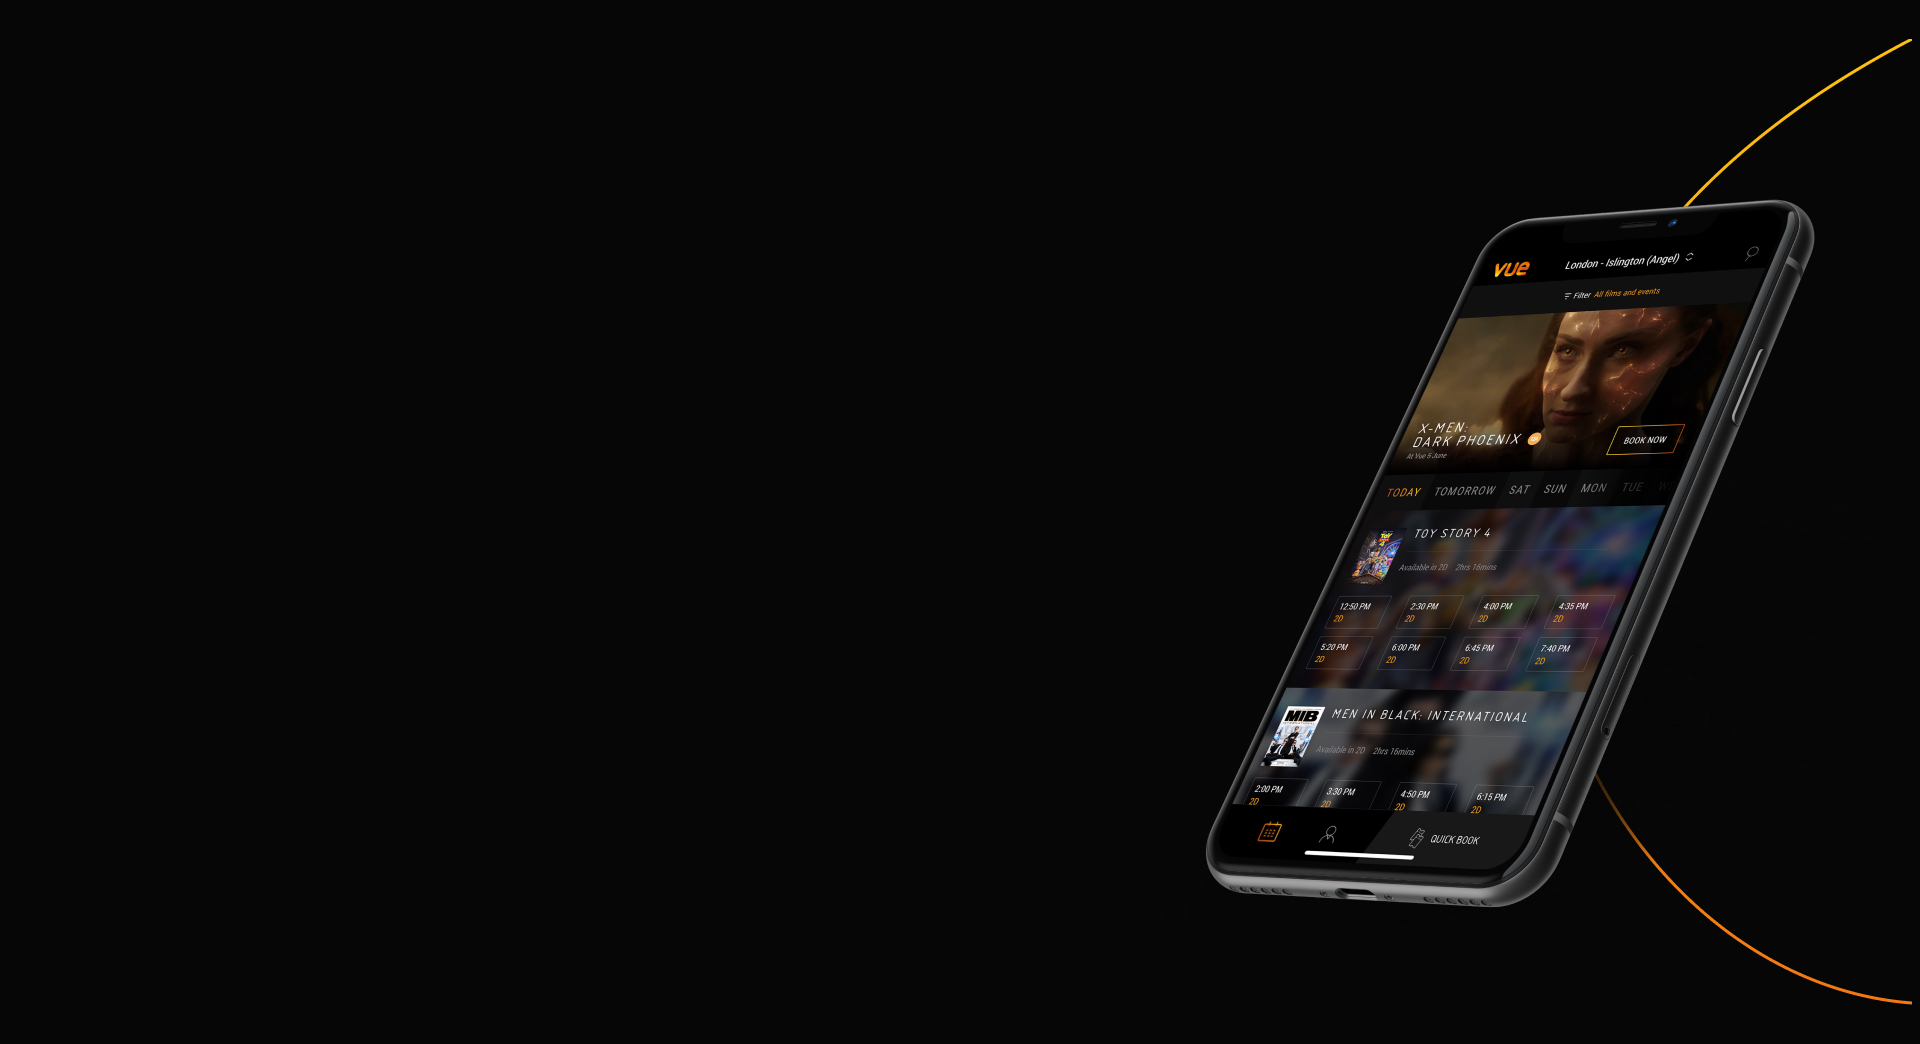 vue
London - Islington (Angel)
Filter All films and events
X-MEN:
DARK PHOENIX
At Vue 5 June
BOOK NOW
TODAY TOMORROW SAT SUN MON TUE
TOY STORY 4
Available in 2D 2hrs 16mins
12:50 PM 2:30 PM 4:00 PM 4:35 PM
2D 2D 2D 2D
5:20 PM 6:00 PM 6:45 PM 7:40 PM
2D 2D 2D 2D
MIB
MEN IN BLACK: INTERNATIONAL
Available in 2D 2hrs 16mins
2:00 PM 3:30 PM 4:50 PM 6:15 PM
2D 2D 2D 2D
QUICK BOOK